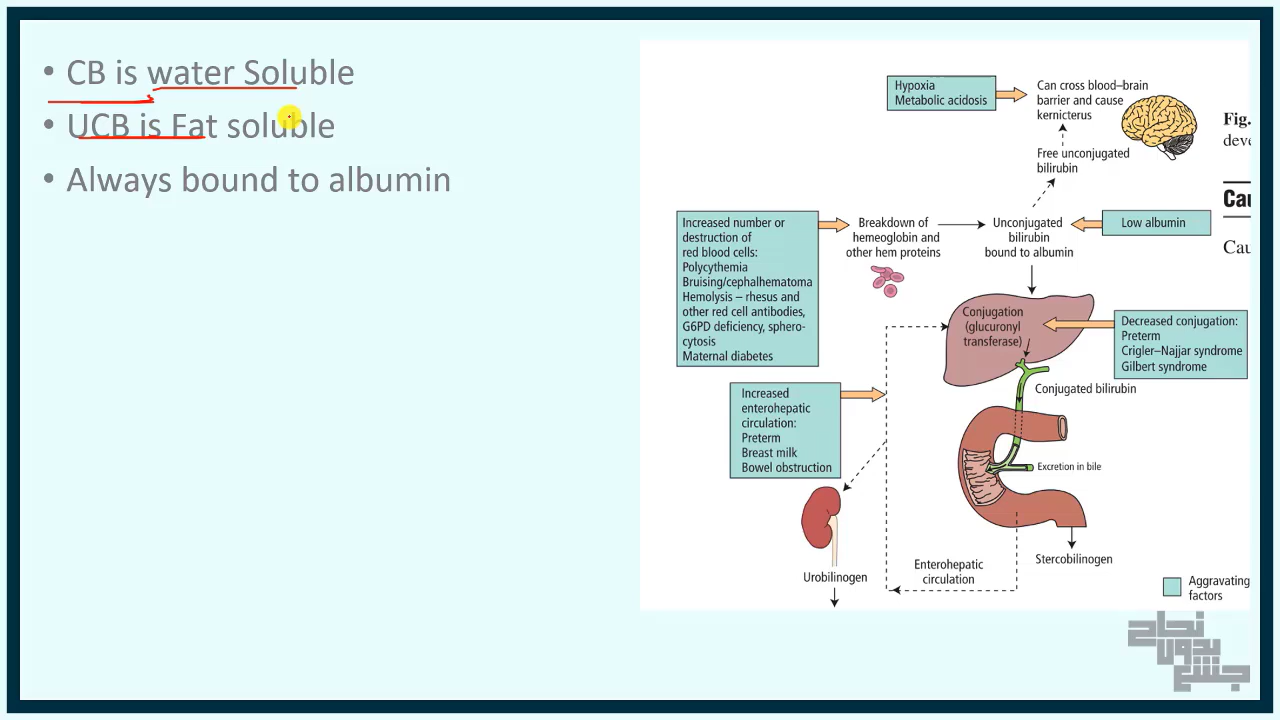 • CB is water Soluble
• UCB is Fat soluble
• Always bound to albumin
Hypoxia
Metabolic acidosis
Can cross blood–brain
barrier and cause
kernicterus
Free unconjugated
bilirubin
Fig.
deve
Cau
Cau
Increased number or
destruction of
red blood cells:
Polycythemia
Bruising/cephalhematoma
Hemolysis – rhesus and
other red cell antibodies,
G6PD deficiency, sphero-
cytosis
Maternal diabetes
Breakdown of
hemeoglobin and
other hem proteins
Unconjugated
bilirubin
bound to albumin
Low albumin
Conjugation
(glucuronyl
transferase)
Decreased conjugation:
Preterm
Crigler–Najjar syndrome
Gilbert syndrome
Conjugated bilirubin
Increased
enterohepatic
circulation:
Preterm
Breast milk
Bowel obstruction
Excretion in bile
Stercobilinogen
Enterohepatic
circulation
Urobilinogen
Aggravating
factors
نجاح
بدون
جشع